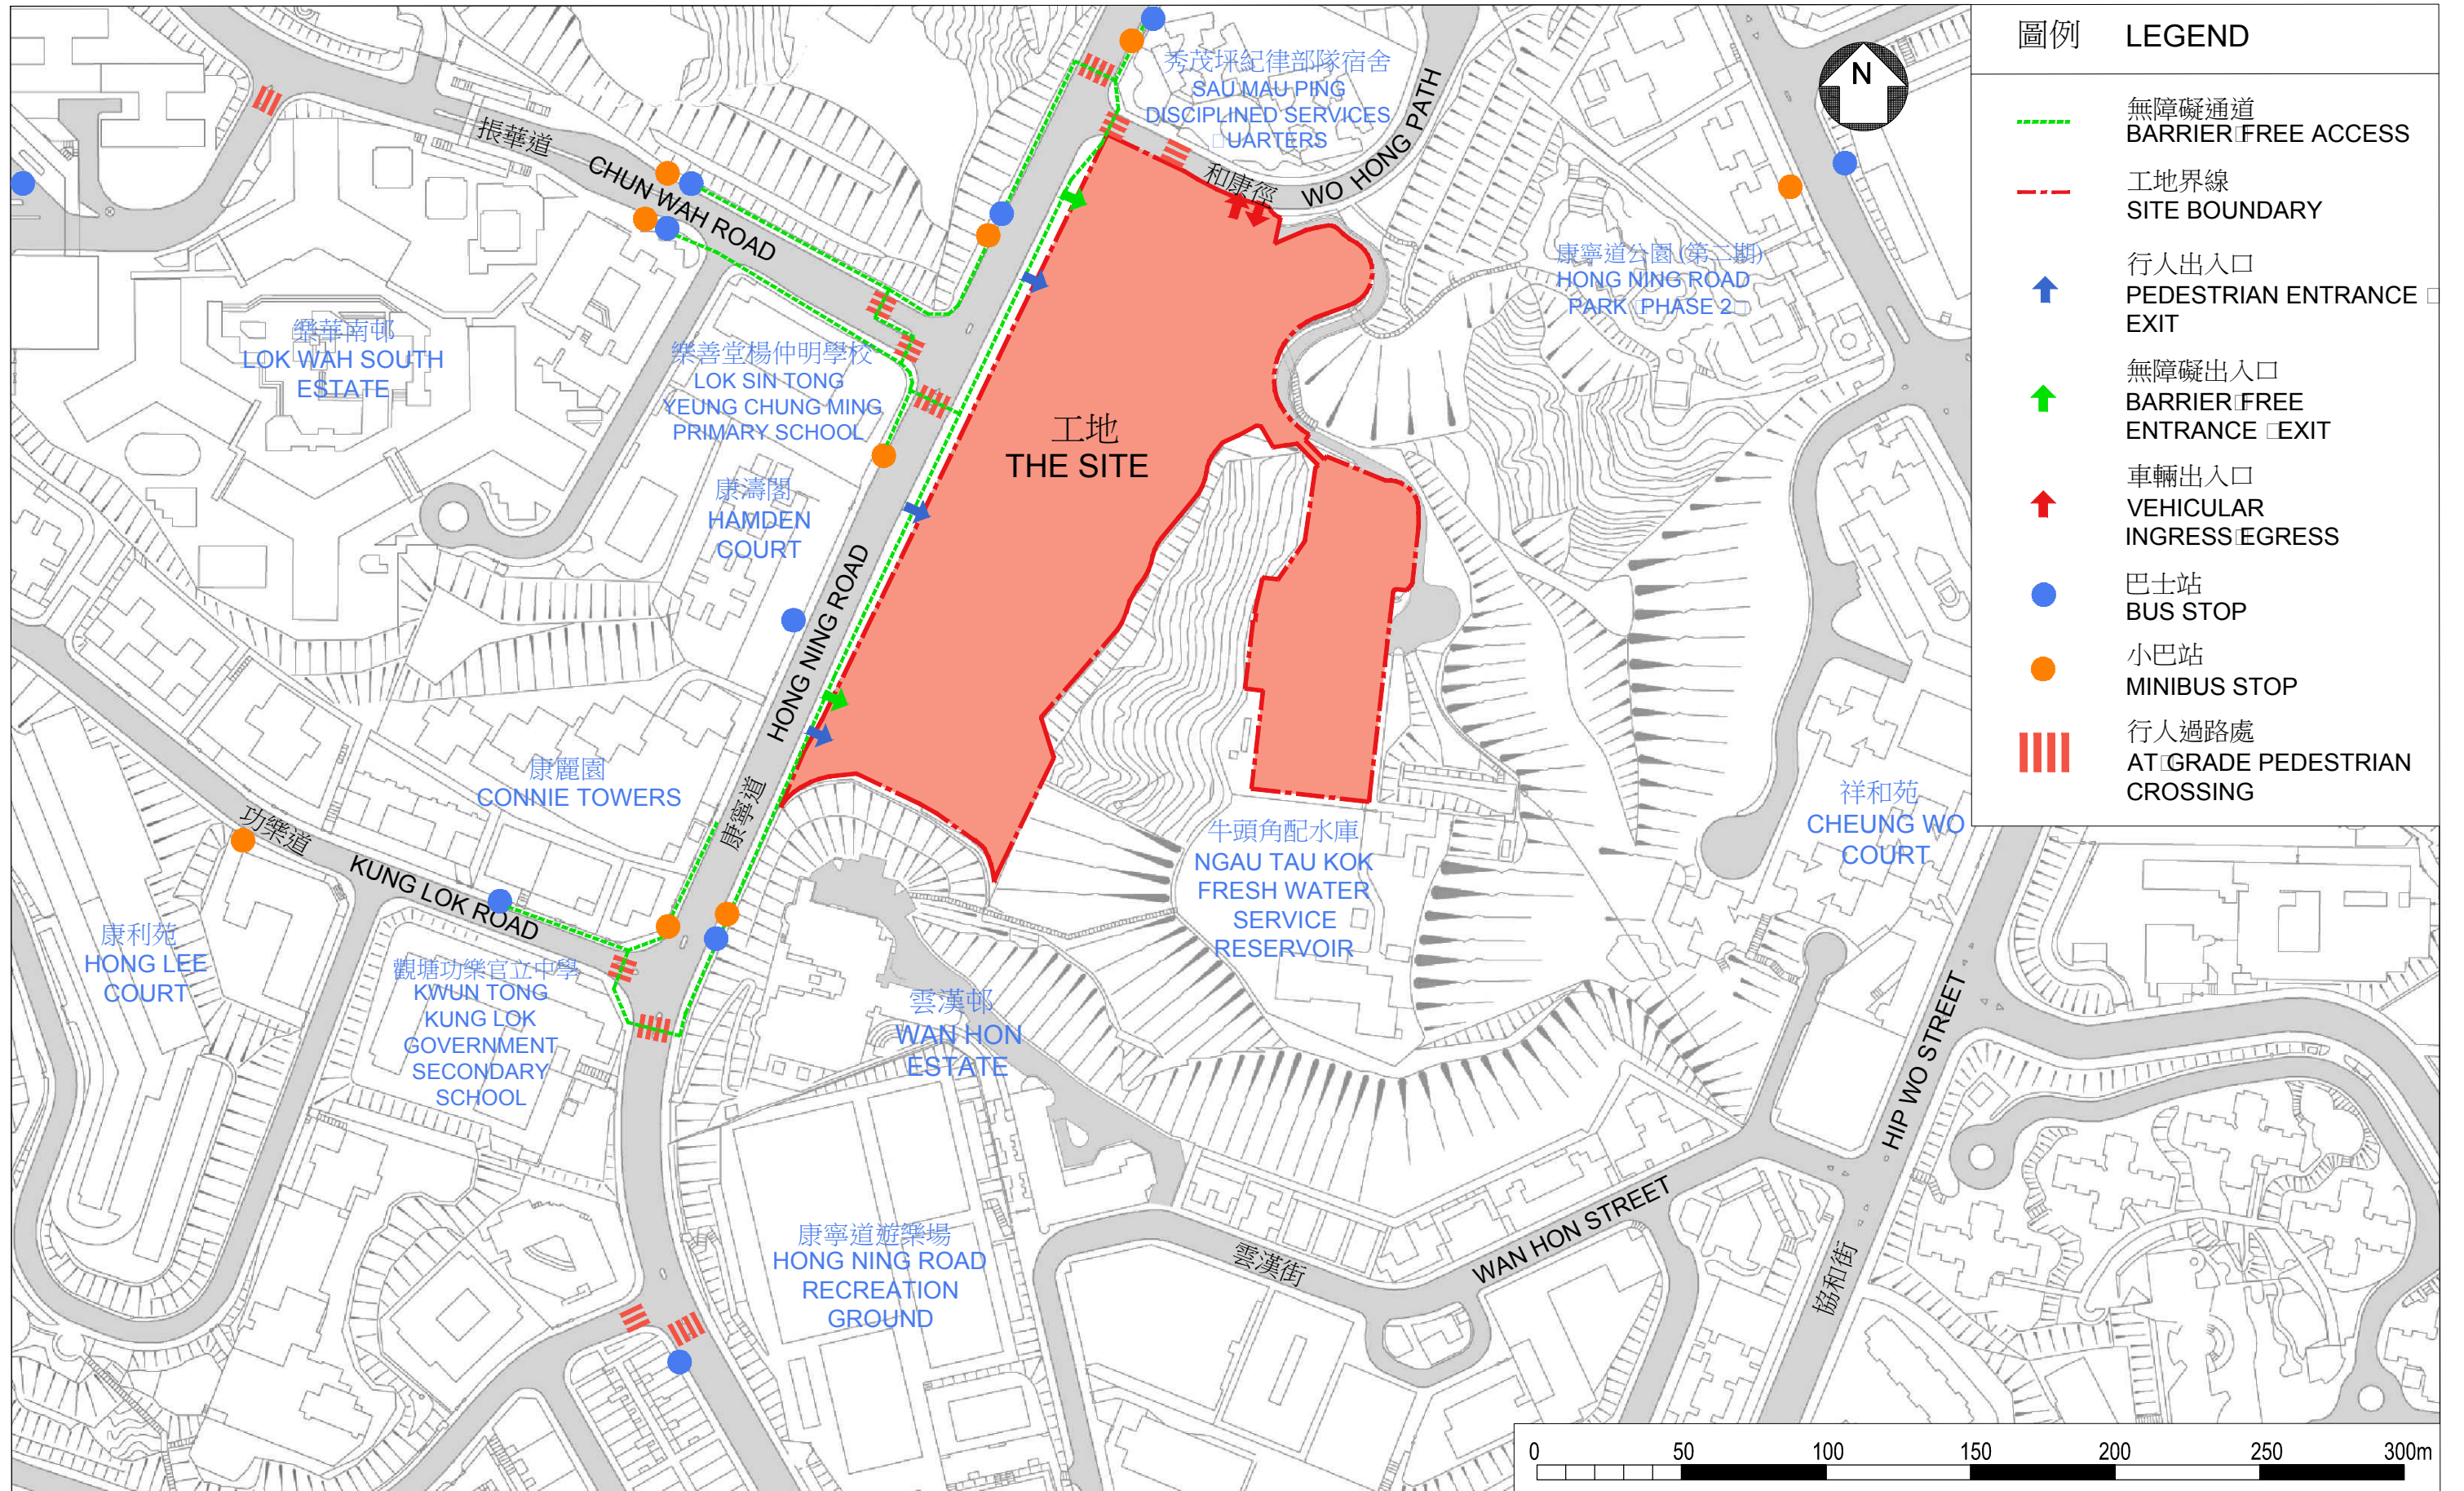 秀茂坪紀律部隊宿舍
SAU MAU PING
DISCIPLINED SERVICES
□UARTERS
和康徑
WO HONG PATH
振華道
CHUN WAH ROAD
康寧道公園 (第二期)
HONG NING ROAD
PARK PHASE 2□
樂華南邨
LOK WAH SOUTH
ESTATE
樂善堂楊仲明學校
LOK SIN TONG
YEUNG CHUNG MING
PRIMARY SCHOOL
工地
THE SITE
康濤閣
HAMDEN
COURT
HONG NING ROAD
康寧道
康麗園
CONNIE TOWERS
功樂道
KUNG LOK ROAD
康利苑
HONG LEE
COURT
觀塘功樂官立中學
KWUN TONG
KUNG LOK
GOVERNMENT
SECONDARY
SCHOOL
牛頭角配水庫
NGAU TAU KOK
FRESH WATER
SERVICE
RESERVOIR
祥和苑
CHEUNG WO
COURT
雲漢邨
WAN HON
ESTATE
康寧道遊樂場
HONG NING ROAD
RECREATION
GROUND
雲漢街
WAN HON STREET
HIP WO STREET
協和街
N
圖例 LEGEND
無障礙通道
BARRIER□FREE ACCESS
工地界線
SITE BOUNDARY
行人出入口
PEDESTRIAN ENTRANCE □
EXIT
無障礙出入口
BARRIER□FREE
ENTRANCE □EXIT
車輛出入口
VEHICULAR
INGRESS□EGRESS
巴士站
BUS STOP
小巴站
MINIBUS STOP
行人過路處
AT□GRADE PEDESTRIAN
CROSSING
0 50 100 150 200 250 300m